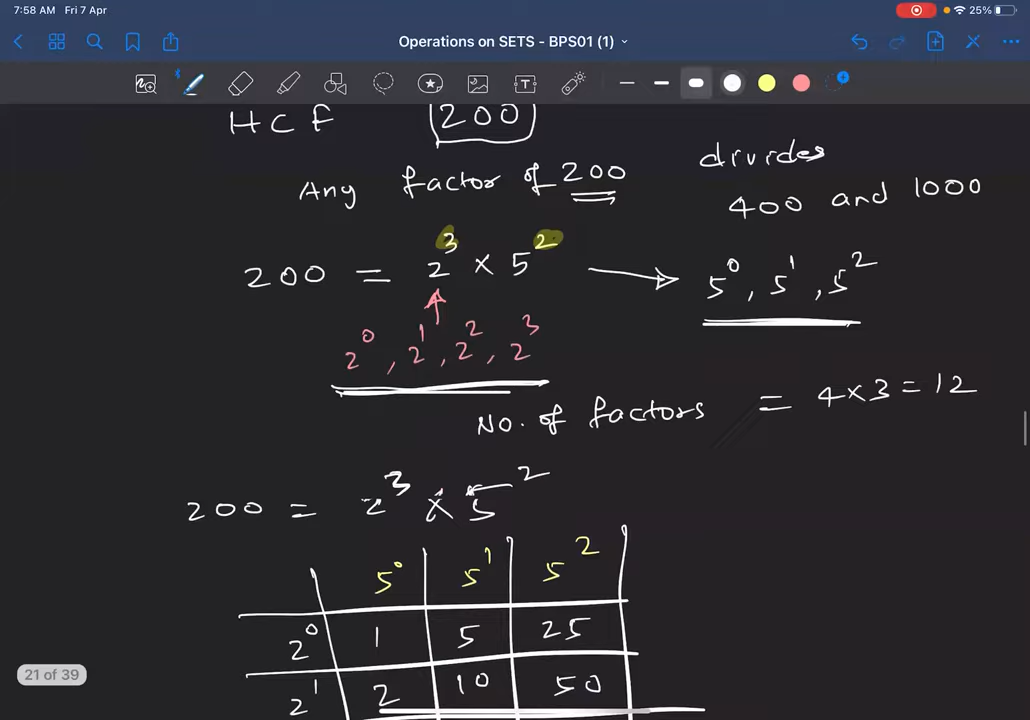 7:58 AM Fri 7 Apr 25%
Operations on SETS - BPS01 (1)
HCF 200
Any factor of 200 divides
400 and 1000
200 = 2³ × 5² → 5⁰, 5¹, 5²
2⁰, 2¹, 2², 2³
No. of factors = 4×3 = 12
200 = 2³ × 5²
5⁰ 5¹ 5²
2⁰ 1 5 25
2¹ 2 10 50
21 of 39